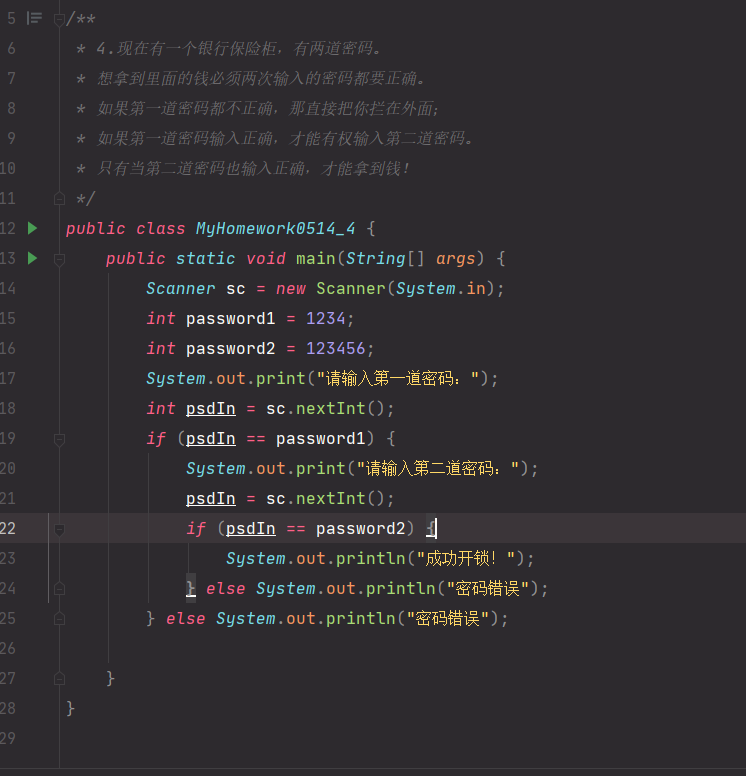 5 /**
6 * 4.现在有一个银行保险柜，有两道密码。
7 * 想拿到里面的钱必须两次输入的密码都要正确。
8 * 如果第一道密码都不正确，那直接把你拦在外面；
9 * 如果第一道密码输入正确，才能有权输入第二道密码。
10 * 只有当第二道密码也输入正确，才能拿到钱！
11 */
12 public class MyHomework0514_4 {
13 public static void main(String[] args) {
14 Scanner sc = new Scanner(System.in);
15 int password1 = 1234;
16 int password2 = 123456;
17 System.out.print("请输入第一道密码：");
18 int psdIn = sc.nextInt();
19 if (psdIn == password1) {
20 System.out.print("请输入第二道密码：");
21 psdIn = sc.nextInt();
22 if (psdIn == password2) {
23 System.out.println("成功开锁！");
24 } else System.out.println("密码错误");
25 } else System.out.println("密码错误");
26
27 }
28 }
29